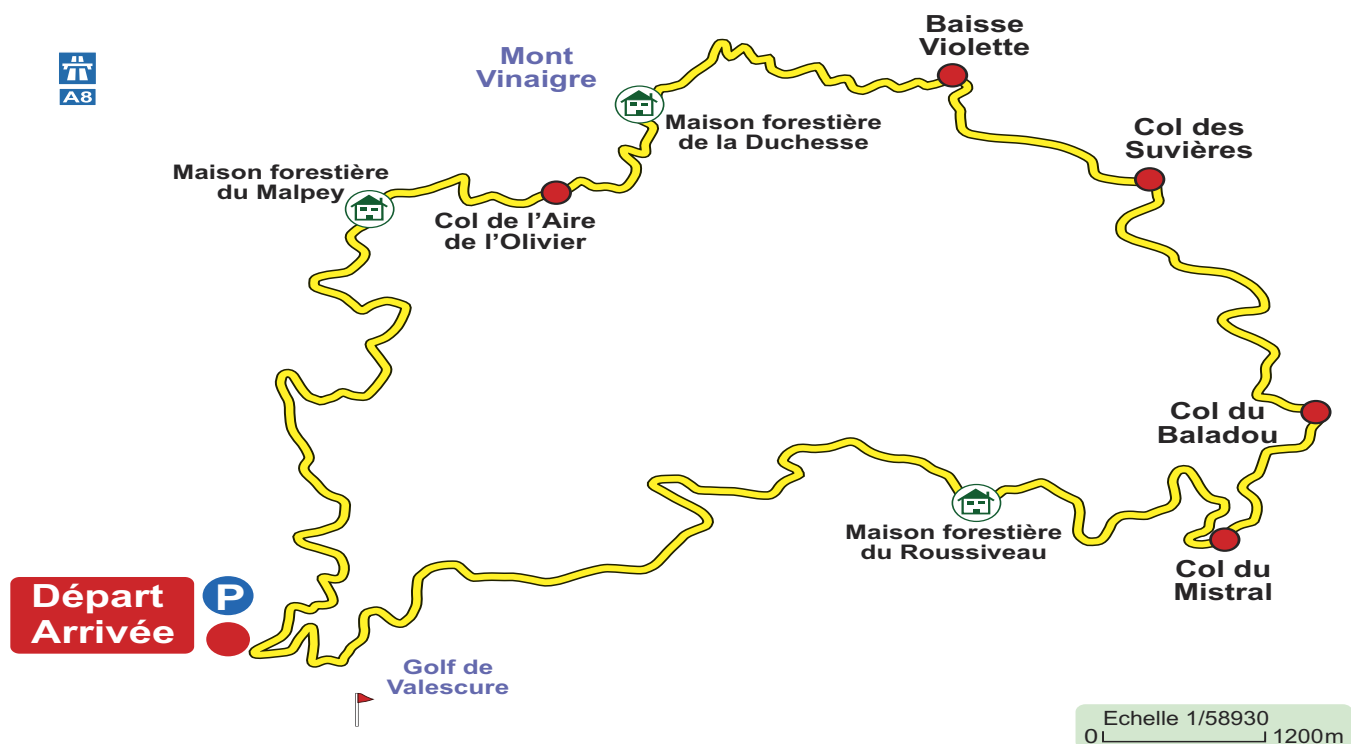 A8
Mont
Vinaigre
Baisse
Violette
Maison forestière
de la Duchesse
Col des
Suvières
Maison forestière
du Malpey
Col de l’Aire
de l’Olivier
Col du
Baladou
Maison forestière
du Roussiveau
Col du
Mistral
Départ
Arrivée
P
Golf de
Valescure
Echelle 1/58930
0 1200m